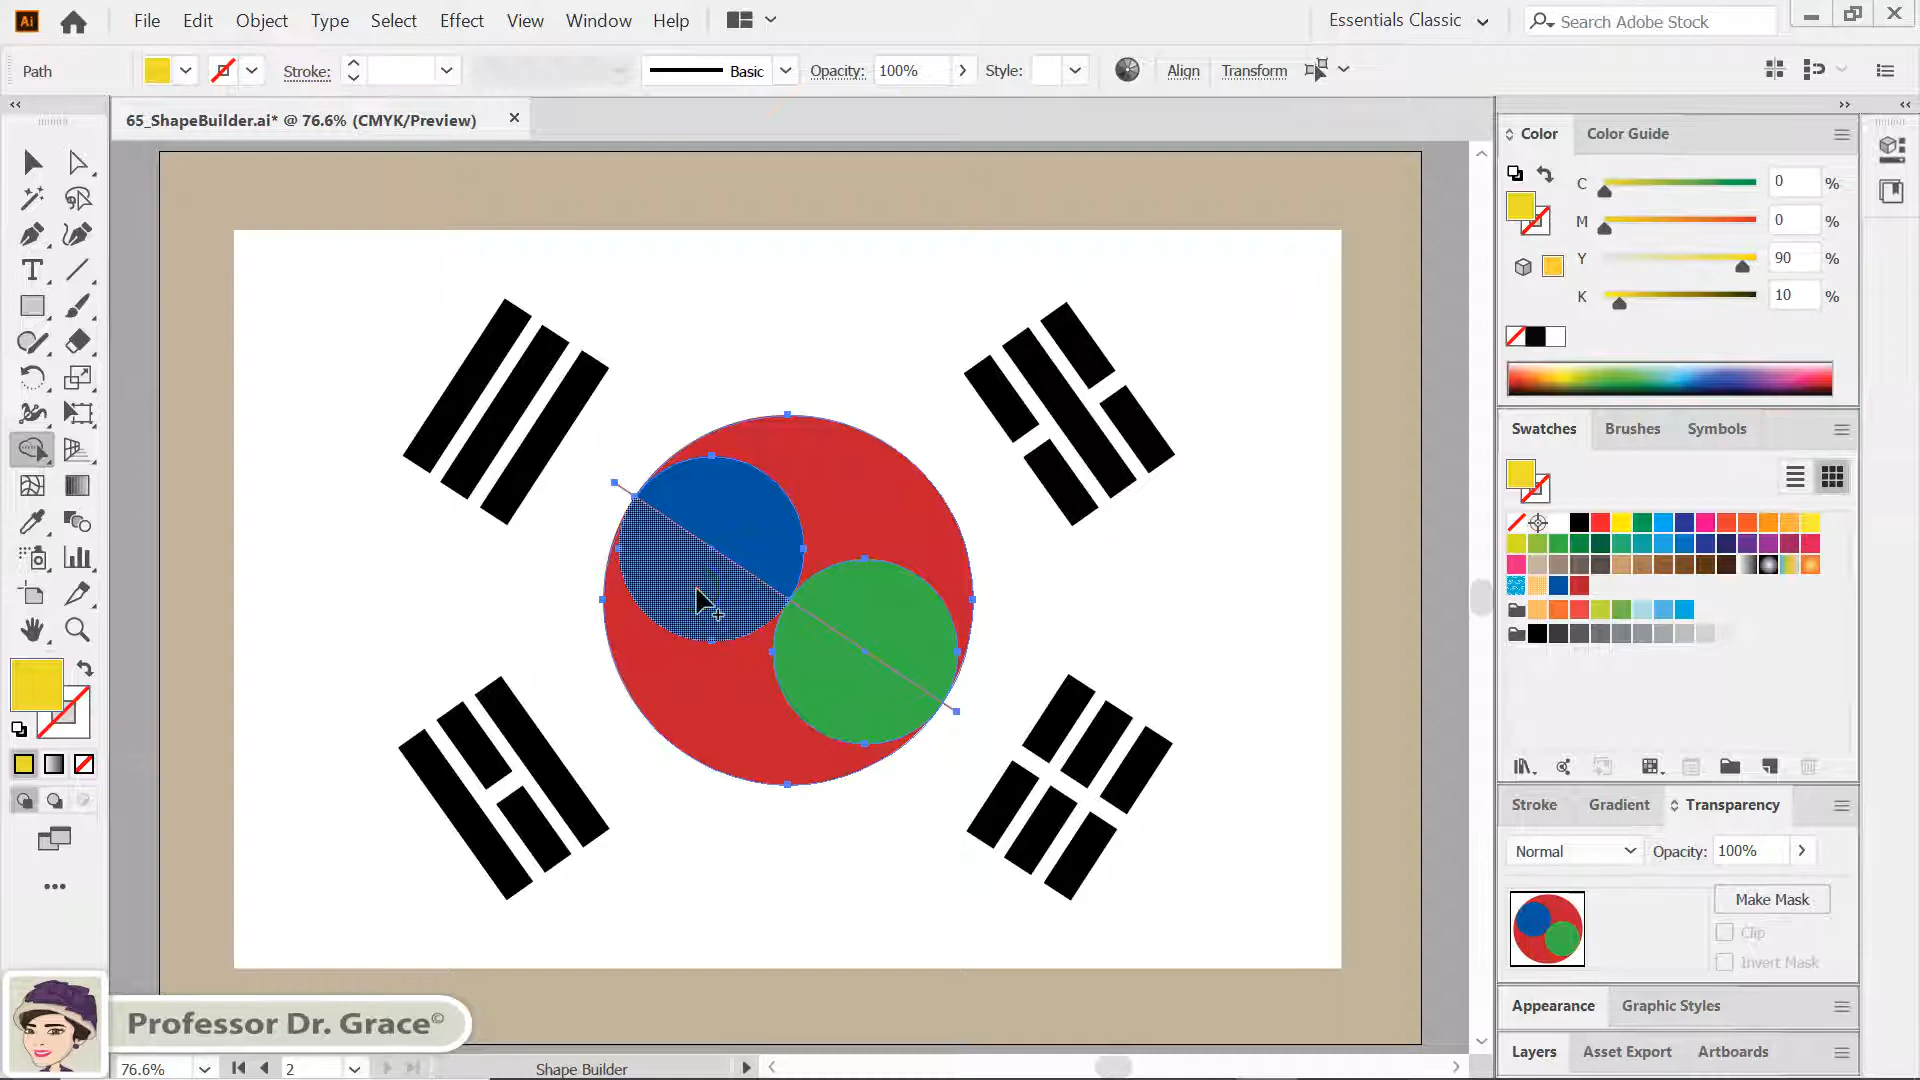 Ai File Edit Object Type Select Effect View Window Help Essentials Classic Search Adobe Stock
Path Stroke: Basic Opacity: 100% Style: Align Transform
65_ShapeBuilder.ai* @ 76.6% (CMYK/Preview)
Color Color Guide
C 0 %
M 0 %
Y 90 %
K 10 %
Swatches Brushes Symbols
Stroke Gradient Transparency
Normal Opacity: 100%
Make Mask
Clip
Invert Mask
Appearance Graphic Styles
Layers Asset Export Artboards
Professor Dr. Grace©
76.6% 2 Shape Builder